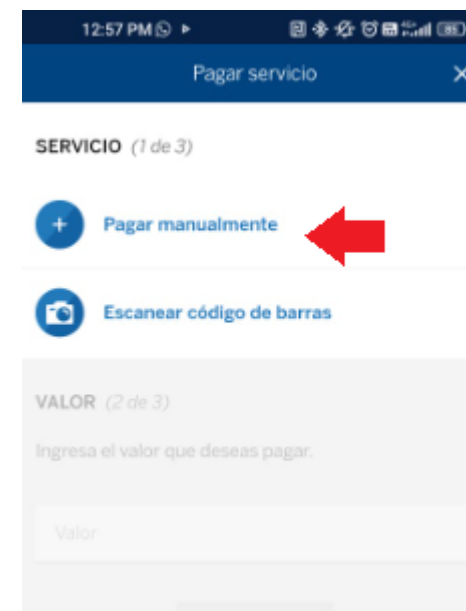 12:57 PM
Pagar servicio
SERVICIO (1 de 3)
Pagar manualmente
Escanear código de barras
VALOR (2 de 3)
Ingresa el valor que deseas pagar.
Valor